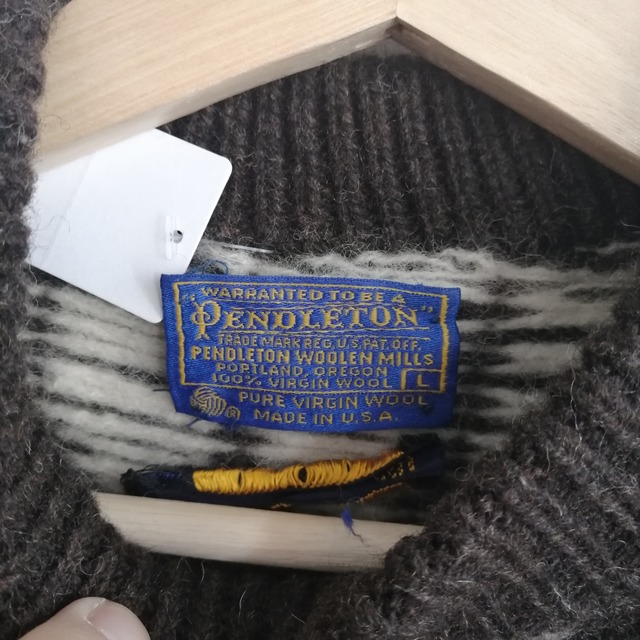 "WARRANTED TO BE A
"PENDLETON"
TRADE MARK REG. U.S. PAT. OFF.
PENDLETON WOOLEN MILLS
PORTLAND, OREGON
100% VIRGIN WOOL L
PURE VIRGIN WOOL
® MADE IN U.S.A.